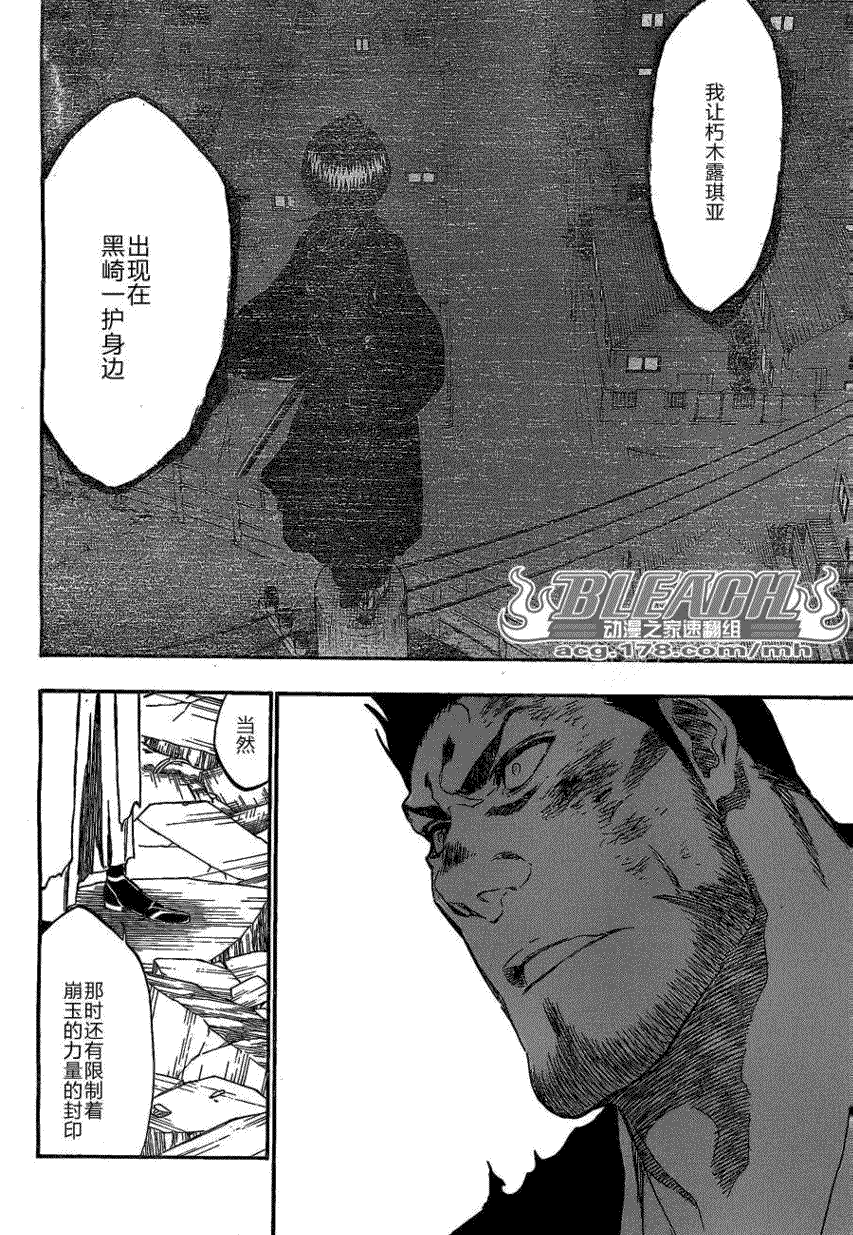 我让朽木露琪亚
出现在
黑崎一护身边
BLEACH
动漫之家速翻组
acg.178.com/mh
当然
那时还有限制着
崩玉的力量的封印